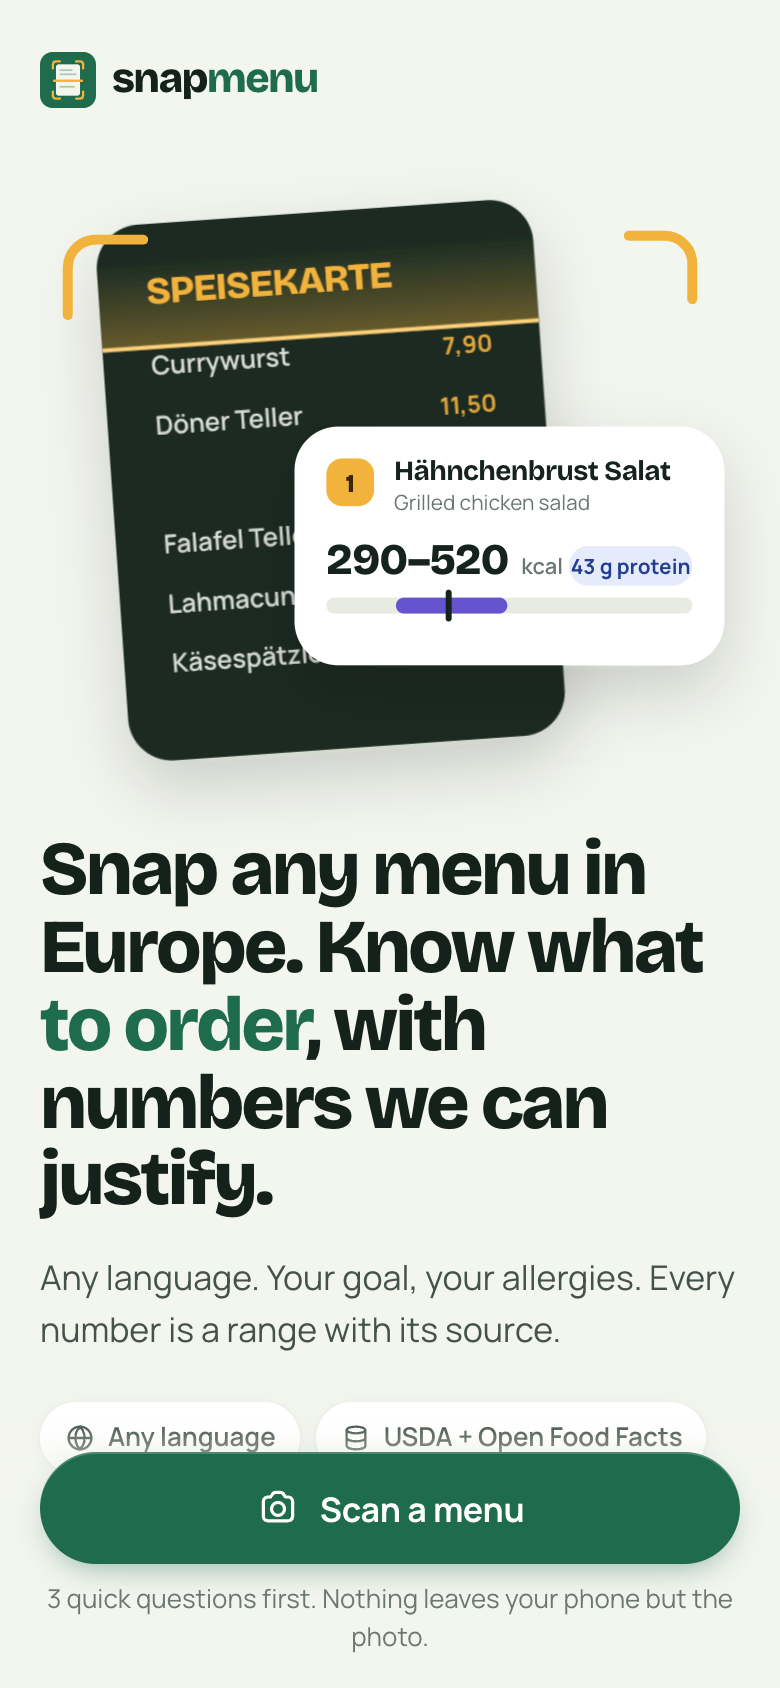 snapmenu
SPEISEKARTE
Currywurst 7,90
Döner Teller 11,50
Falafel
Lahmacun
1
Hähnchenbrust Salat
Grilled chicken salad
290–520 kcal 43 g protein
Snap any menu in
Europe. Know what
to order, with
numbers we can
justify.
Any language. Your goal, your allergies. Every
number is a range with its source.
Any language
USDA + Open Food Facts
Scan a menu
3 quick questions first. Nothing leaves your phone but the
photo.